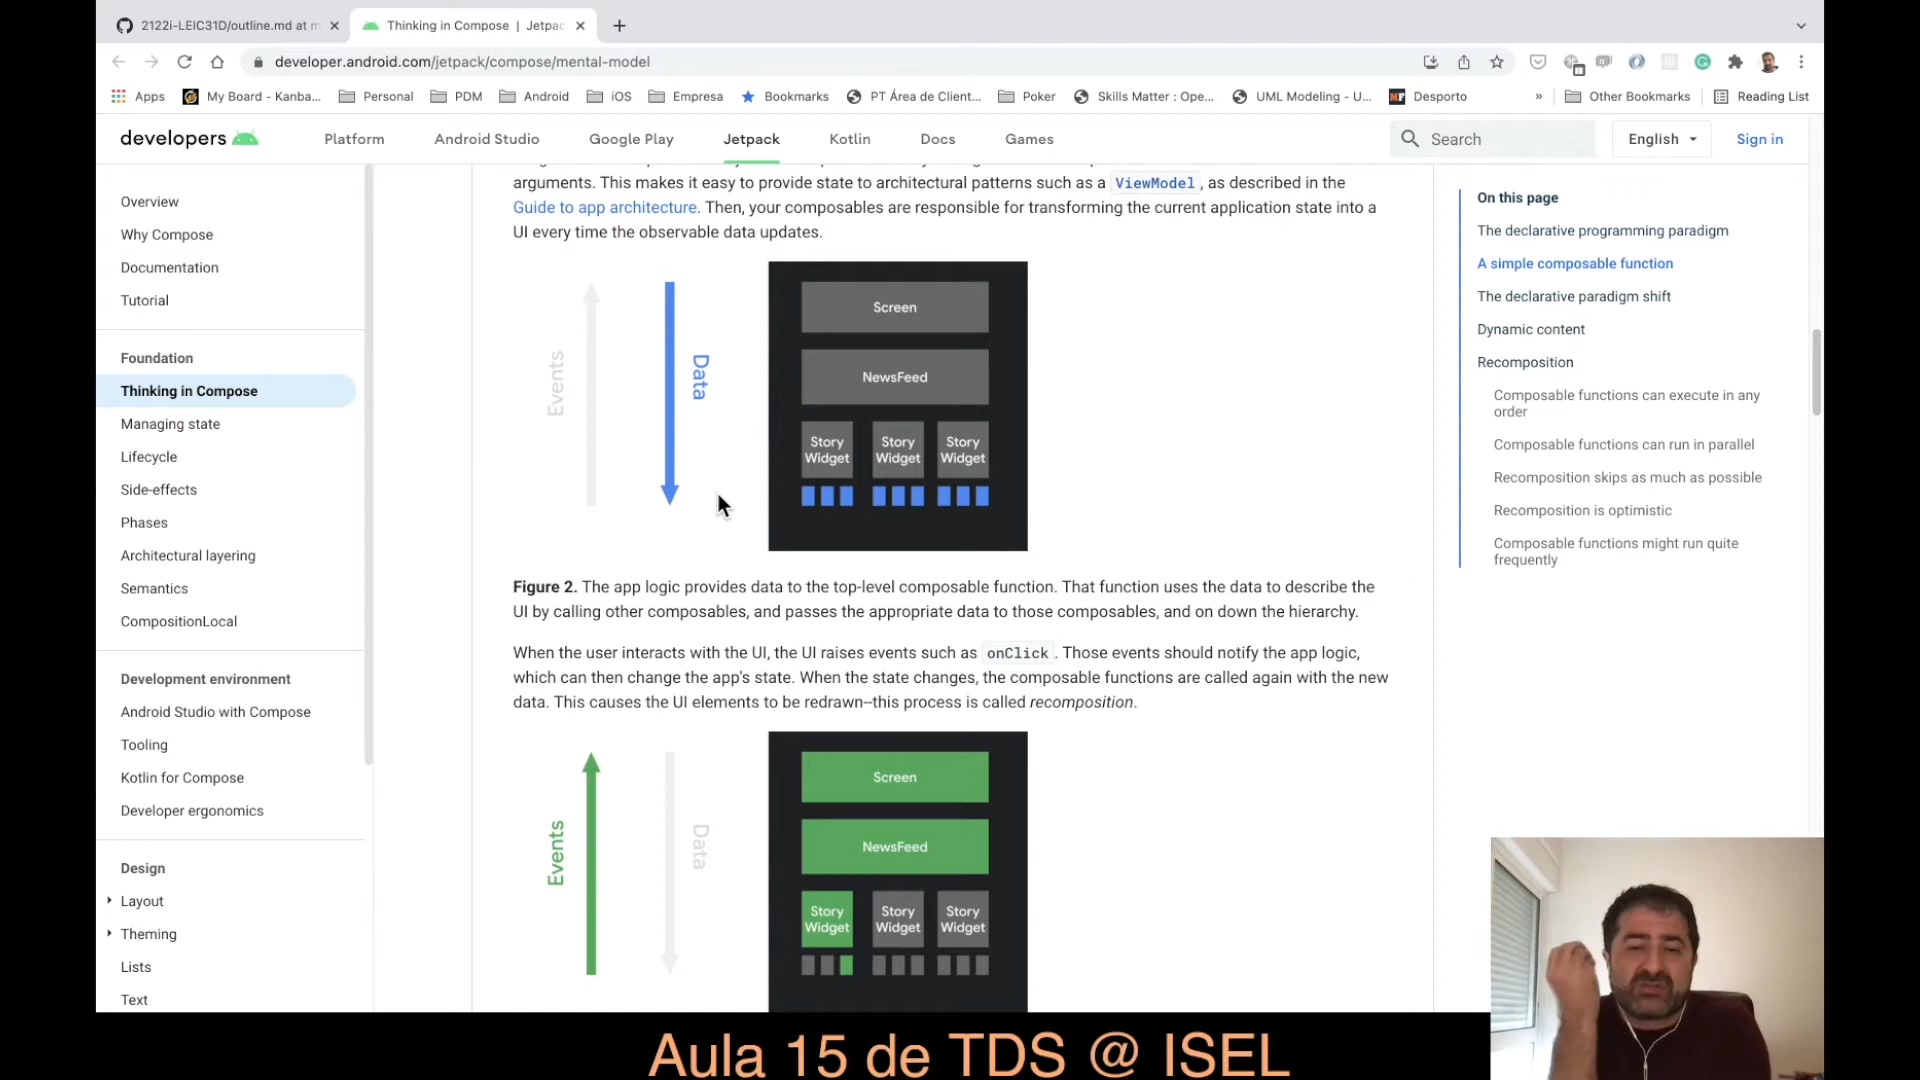 2122i-LEIC31D/outline.md at m
Thinking in Compose | Jetpac
developer.android.com/jetpack/compose/mental-model
Apps
My Board - Kanba...
Personal
PDM
Android
iOS
Empresa
Bookmarks
PT Área de Client...
Poker
Skills Matter : Ope...
UML Modeling - U...
Desporto
»
Other Bookmarks
Reading List
developers
Platform
Android Studio
Google Play
Jetpack
Kotlin
Docs
Games
Search
English
Sign in
Overview
Why Compose
Documentation
Tutorial
Foundation
Thinking in Compose
Managing state
Lifecycle
Side-effects
Phases
Architectural layering
Semantics
CompositionLocal
Development environment
Android Studio with Compose
Tooling
Kotlin for Compose
Developer ergonomics
Design
Layout
Theming
Lists
Text
arguments. This makes it easy to provide state to architectural patterns such as a ViewModel, as described in the
Guide to app architecture. Then, your composables are responsible for transforming the current application state into a
UI every time the observable data updates.
Events
Data
Screen
NewsFeed
Story
Widget
Story
Widget
Story
Widget
Figure 2. The app logic provides data to the top-level composable function. That function uses the data to describe the
UI by calling other composables, and passes the appropriate data to those composables, and on down the hierarchy.
When the user interacts with the UI, the UI raises events such as onClick. Those events should notify the app logic,
which can then change the app's state. When the state changes, the composable functions are called again with the new
data. This causes the UI elements to be redrawn--this process is called recomposition.
Events
Data
Screen
NewsFeed
Story
Widget
Story
Widget
Story
Widget
On this page
The declarative programming paradigm
A simple composable function
The declarative paradigm shift
Dynamic content
Recomposition
Composable functions can execute in any
order
Composable functions can run in parallel
Recomposition skips as much as possible
Recomposition is optimistic
Composable functions might run quite
frequently
Aula 15 de TDS @ ISEL